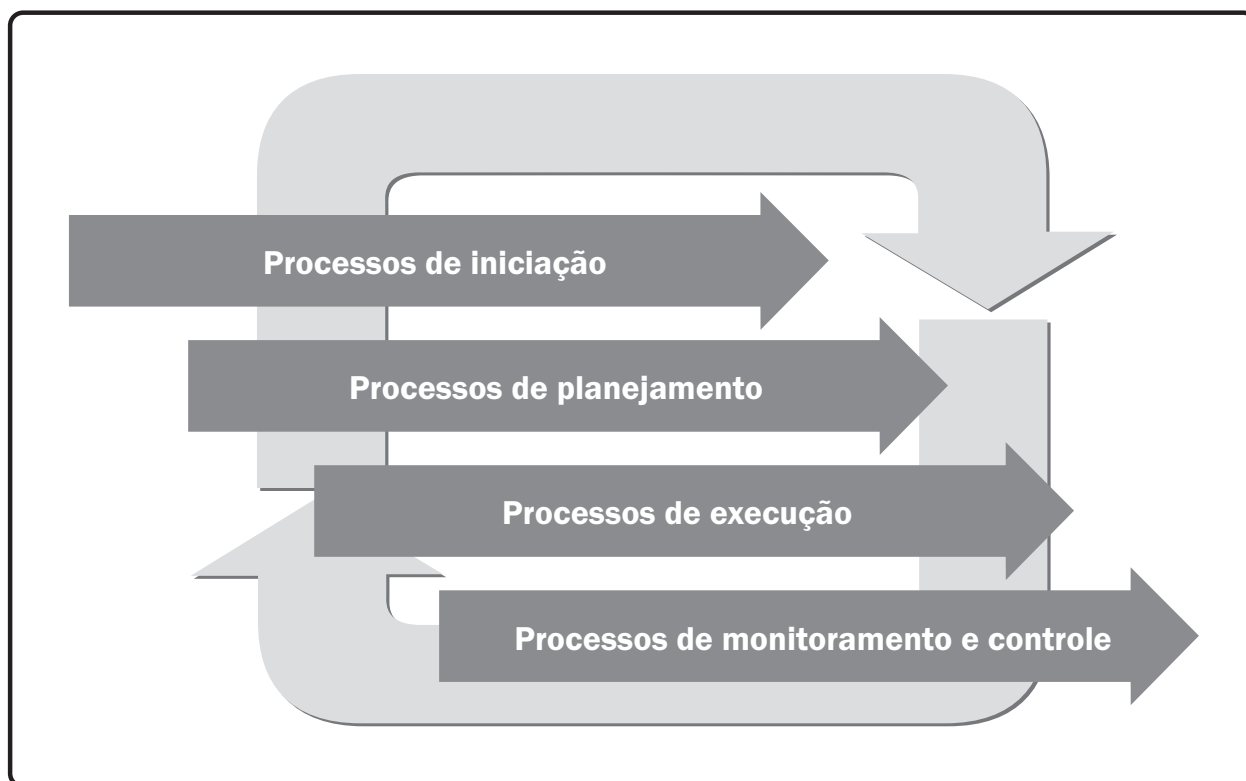 Processos de iniciação
Processos de planejamento
Processos de execução
Processos de monitoramento e controle